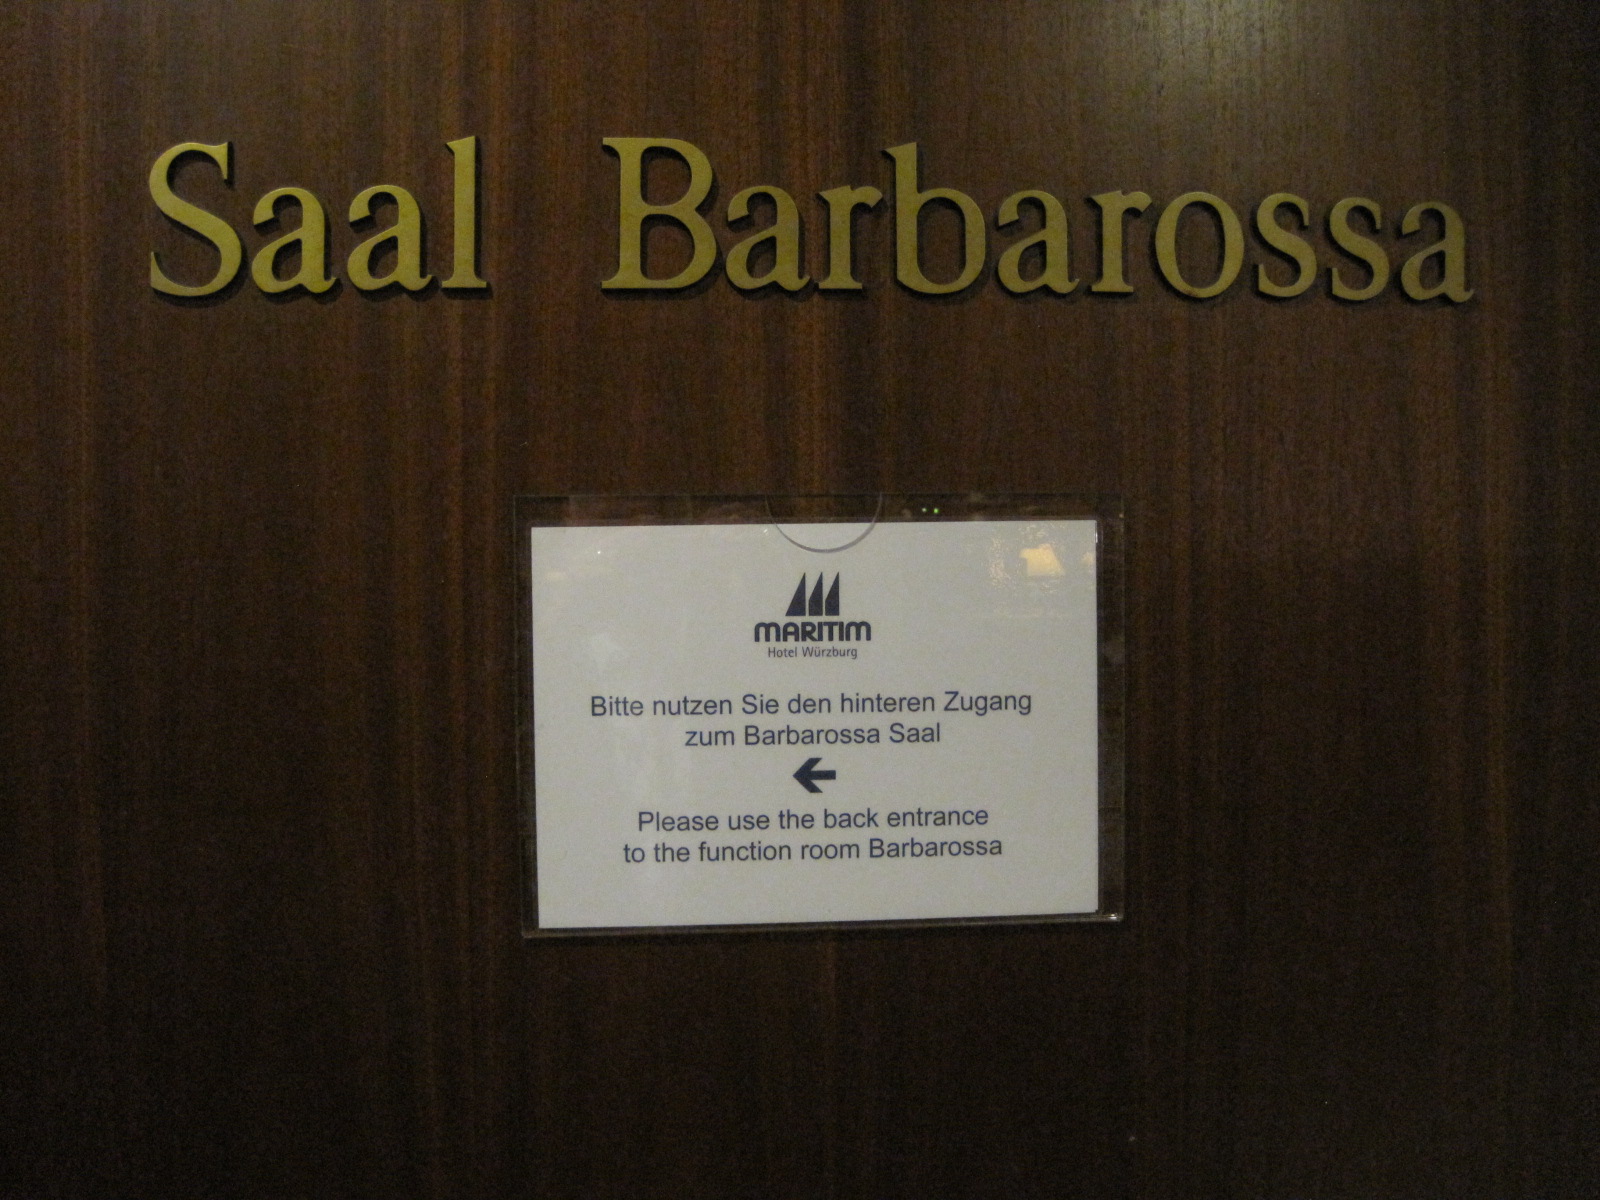 Saal Barbarossa
MARITIM
Hotel Würzburg
Bitte nutzen Sie den hinteren Zugang
zum Barbarossa Saal
Please use the back entrance
to the function room Barbarossa